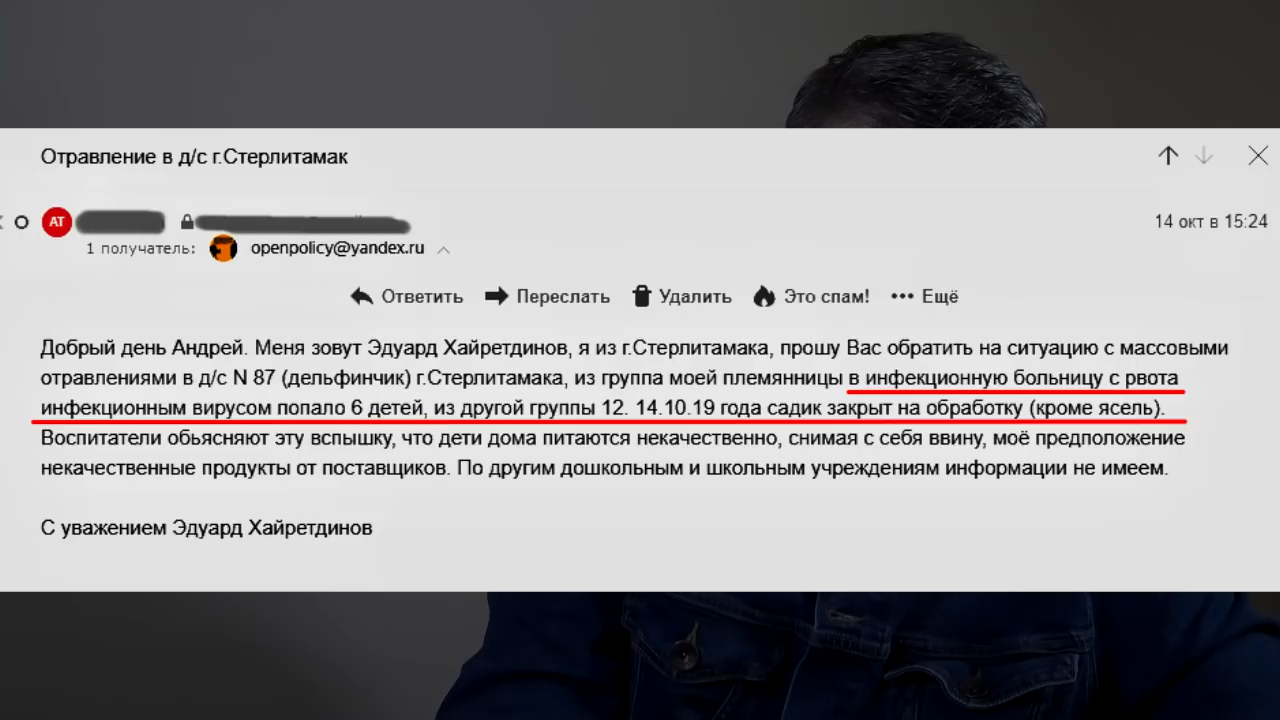 Отравление в д/с г.Стерлитамак
АТ
14 окт в 15:24
1 получатель: openpolicy@yandex.ru
Ответить Переслать Удалить Это спам! Ещё
Добрый день Андрей. Меня зовут Эдуард Хайретдинов, я из г.Стерлитамака, прошу Вас обратить на ситуацию с массовыми
отравлениями в д/с N 87 (дельфинчик) г.Стерлитамака, из группа моей племянницы в инфекционную больницу с рвота
инфекционным вирусом попало 6 детей, из другой группы 12. 14.10.19 года садик закрыт на обработку (кроме ясель).
Воспитатели обьясняют эту вспышку, что дети дома питаются некачественно, снимая с себя ввину, моё предположение
некачественные продукты от поставщиков. По другим дошкольным и школьным учреждениям информации не имеем.
С уважением Эдуард Хайретдинов